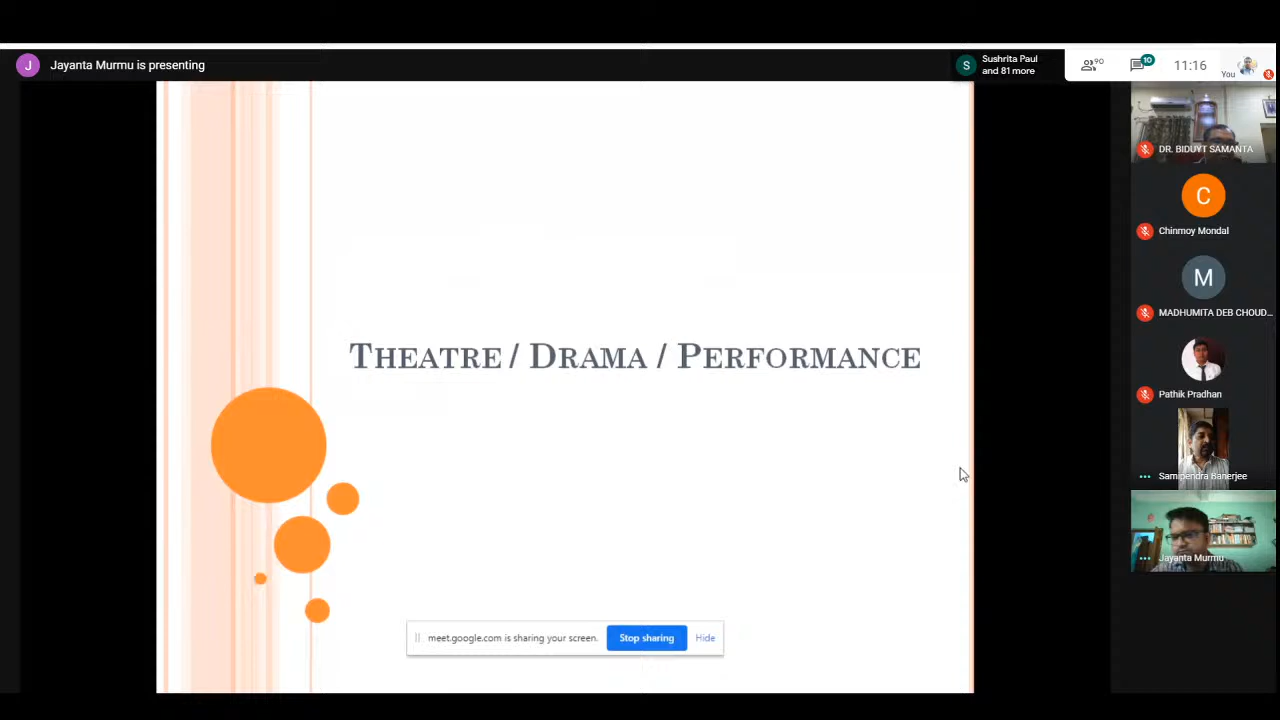 J Jayanta Murmu is presenting
S Sushrita Paul
and 81 more
90
10
11:16
You
DR. BIDUYT SAMANTA
C
Chinmoy Mondal
M
MADHUMITA DEB CHOUD...
Pathik Pradhan
Samipendra Banerjee
Jayanta Murmu
THEATRE / DRAMA / PERFORMANCE
meet.google.com is sharing your screen. Stop sharing Hide